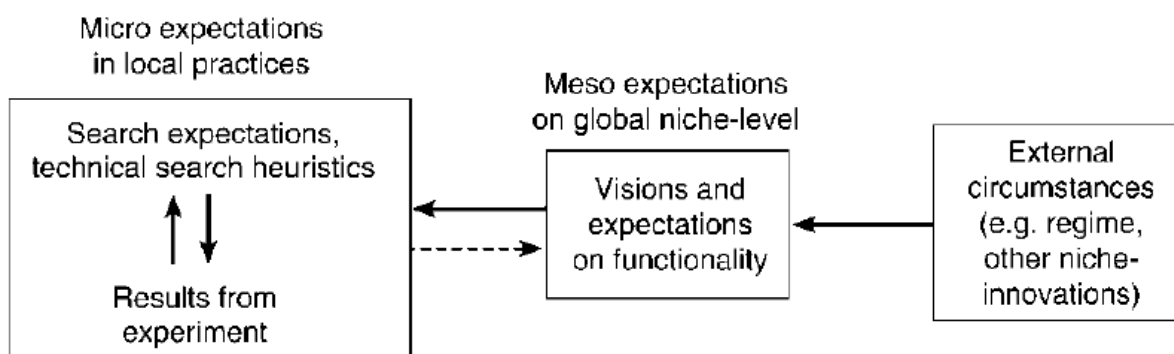 Micro expectations
in local practices
Search expectations,
technical search heuristics
Results from
experiment
Meso expectations
on global niche-level
Visions and
expectations
on functionality
External
circumstances
(e.g. regime,
other niche-
innovations)